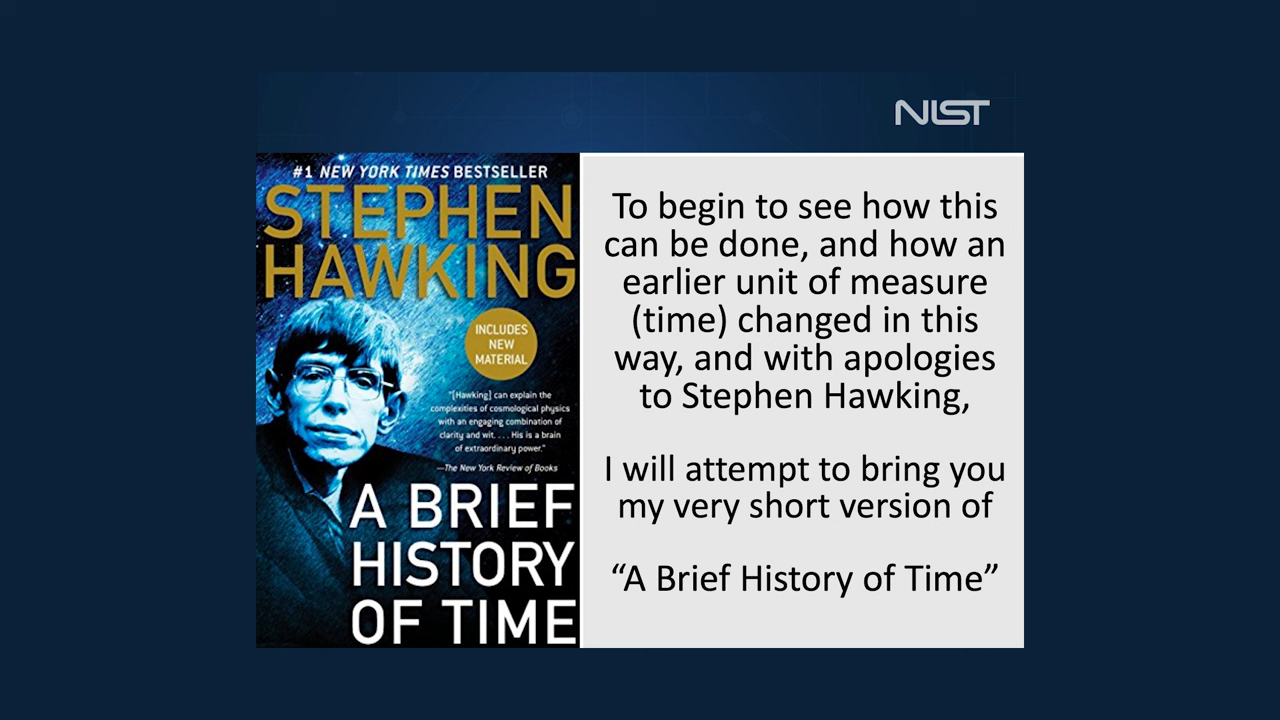 NIST
#1 NEW YORK TIMES BESTSELLER
STEPHEN
HAWKING
INCLUDES
NEW
MATERIAL
"[Hawking] can explain the
complexities of cosmological physics
with an engaging combination of
clarity and wit. . . . His is a brain
of extraordinary power."
—The New York Review of Books
A BRIEF
HISTORY
OF TIME
To begin to see how this
can be done, and how an
earlier unit of measure
(time) changed in this
way, and with apologies
to Stephen Hawking,
I will attempt to bring you
my very short version of
“A Brief History of Time”